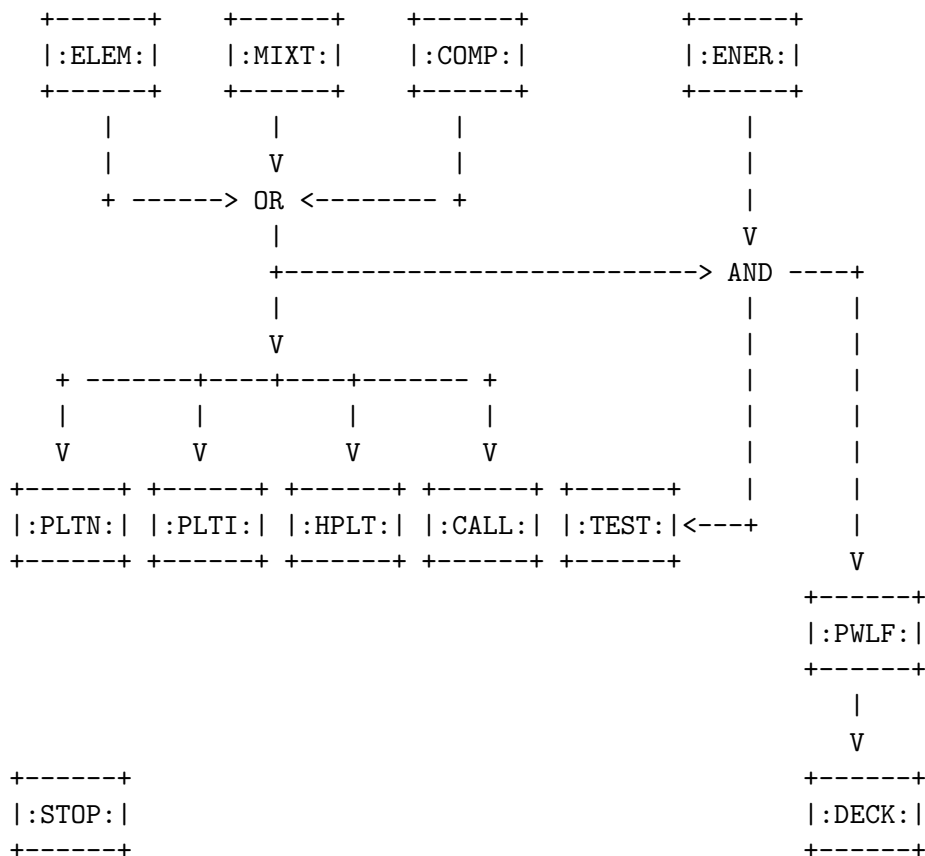 +------+    +------+    +------+          +------+
|:ELEM:|    |:MIXT:|    |:COMP:|          |:ENER:|
+------+    +------+    +------+          +------+
    |          |           |                  |
    |          V           |                  |
    + ------> OR <-------- +                  |
               |                              V
               +---------------------------> AND ----+
               |                              |      |
               V                              |      |
 + -------+----+----+------- +                |      |
 |        |         |        |                |      |
 V        V         V        V                |      |
+------+ +------+ +------+ +------+ +------+    |      |
|:PLTN:| |:PLTI:| |:HPLT:| |:CALL:| |:TEST:|<---+      |
+------+ +------+ +------+ +------+ +------+           V
                                                   +------+
                                                   |:PWLF:|
                                                   +------+
                                                      |
                                                      V
+------+                                           +------+
|:STOP:|                                           |:DECK:|
+------+                                           +------+